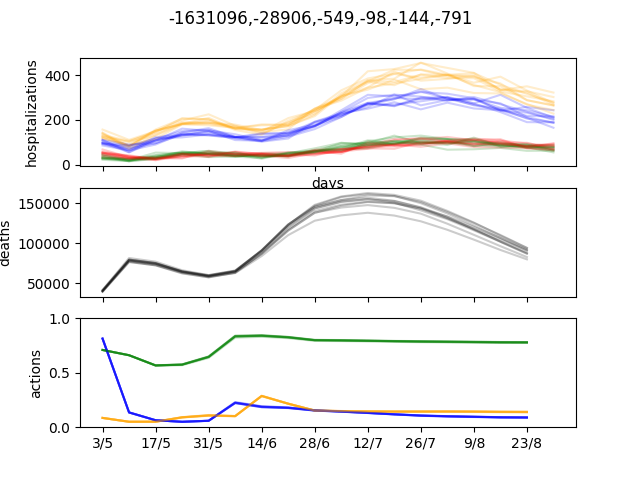 -1631096,-28906,-549,-98,-144,-791
hospitalizations
400
200
0
days
deaths
150000
100000
50000
actions
1.0
0.5
0.0
3/5 17/5 31/5 14/6 28/6 12/7 26/7 9/8 23/8